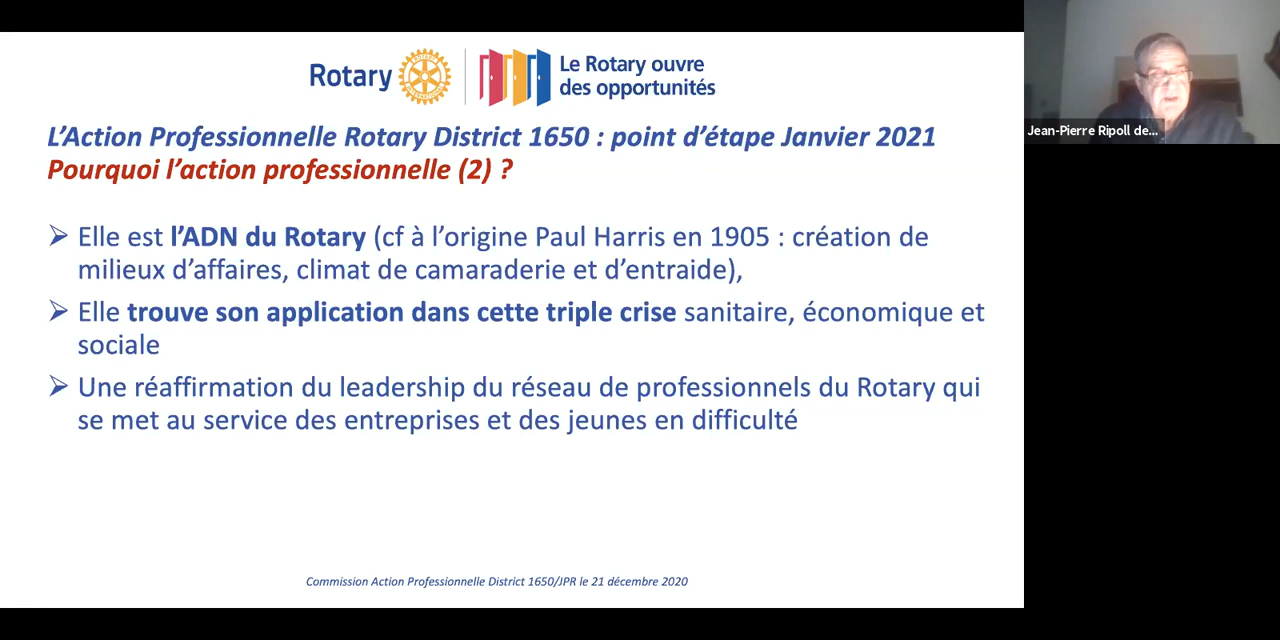 Rotary
Le Rotary ouvre
des opportunités
L'Action Professionnelle Rotary District 1650 : point d'étape Janvier 2021
Pourquoi l'action professionnelle (2) ?
➢ Elle est l'ADN du Rotary (cf à l'origine Paul Harris en 1905 : création de
milieux d'affaires, climat de camaraderie et d'entraide),
➢ Elle trouve son application dans cette triple crise sanitaire, économique et
sociale
➢ Une réaffirmation du leadership du réseau de professionnels du Rotary qui
se met au service des entreprises et des jeunes en difficulté
Commission Action Professionnelle District 1650/JPR le 21 décembre 2020
Jean-Pierre Ripoll de...